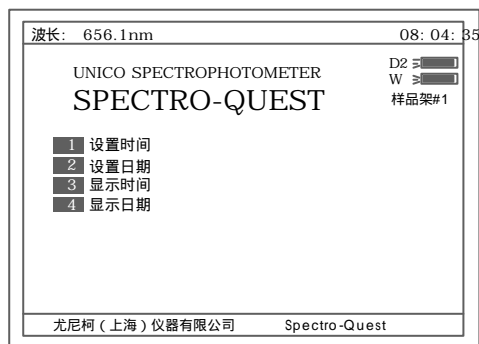 波长: 656.1nm 08: 04: 35
UNICO SPECTROPHOTOMETER
SPECTRO-QUEST
D2
W
样品架#1
1 设置时间
2 设置日期
3 显示时间
4 显示日期
尤尼柯（上海）仪器有限公司 Spectro-Quest